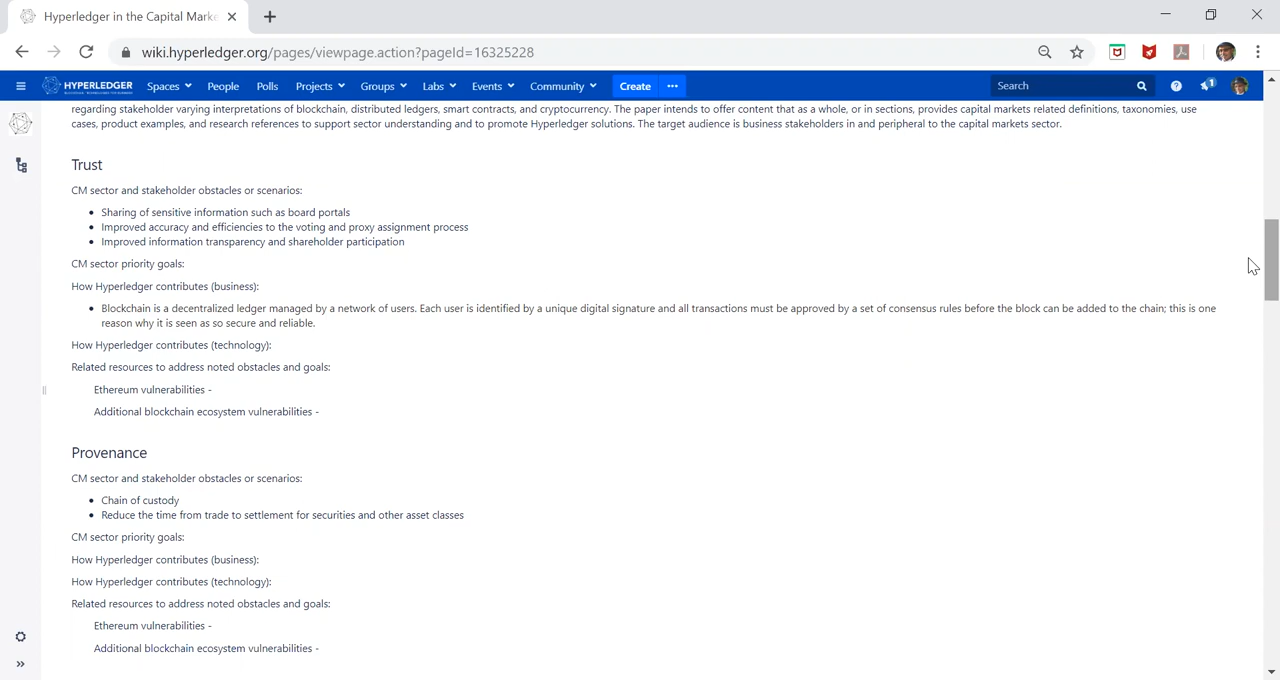 Hyperledger in the Capital Marke
wiki.hyperledger.org/pages/viewpage.action?pageId=16325228
HYPERLEDGER Spaces People Polls Projects Groups Labs Events Community Create ••• Search 1
regarding stakeholder varying interpretations of blockchain, distributed ledgers, smart contracts, and cryptocurrency. The paper intends to offer content that as a whole, or in sections, provides capital markets related definitions, taxonomies, use
cases, product examples, and research references to support sector understanding and to promote Hyperledger solutions. The target audience is business stakeholders in and peripheral to the capital markets sector.
Trust
CM sector and stakeholder obstacles or scenarios:
• Sharing of sensitive information such as board portals
• Improved accuracy and efficiencies to the voting and proxy assignment process
• Improved information transparency and shareholder participation
CM sector priority goals:
How Hyperledger contributes (business):
• Blockchain is a decentralized ledger managed by a network of users. Each user is identified by a unique digital signature and all transactions must be approved by a set of consensus rules before the block can be added to the chain; this is one
reason why it is seen as so secure and reliable.
How Hyperledger contributes (technology):
Related resources to address noted obstacles and goals:
Ethereum vulnerabilities -
Additional blockchain ecosystem vulnerabilities -
Provenance
CM sector and stakeholder obstacles or scenarios:
• Chain of custody
• Reduce the time from trade to settlement for securities and other asset classes
CM sector priority goals:
How Hyperledger contributes (business):
How Hyperledger contributes (technology):
Related resources to address noted obstacles and goals:
Ethereum vulnerabilities -
Additional blockchain ecosystem vulnerabilities -